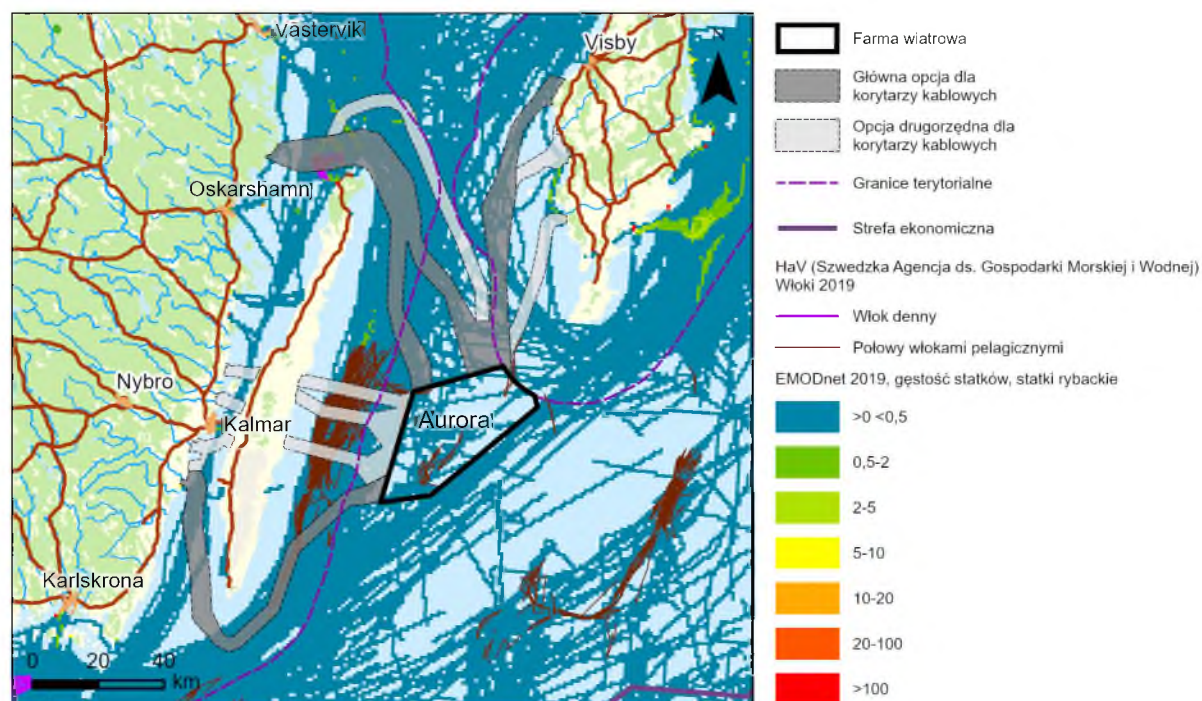 Västervik
Visby
N
Oskarshamn
Nybro
Kalmar
Aurora
Karlskrona
0 20 40
km
Farma wiatrowa
Główna opcja dla
korytarzy kablowych
Opcja drugorzędna dla
korytarzy kablowych
Granice terytorialne
Strefa ekonomiczna
HaV (Szwedzka Agencja ds. Gospodarki Morskiej i Wodnej)
Włoki 2019
Włok denny
Połowy włokami pelagicznymi
EMODnet 2019, gęstość statków, statki rybackie
>0 <0,5
0,5-2
2-5
5-10
10-20
20-100
>100